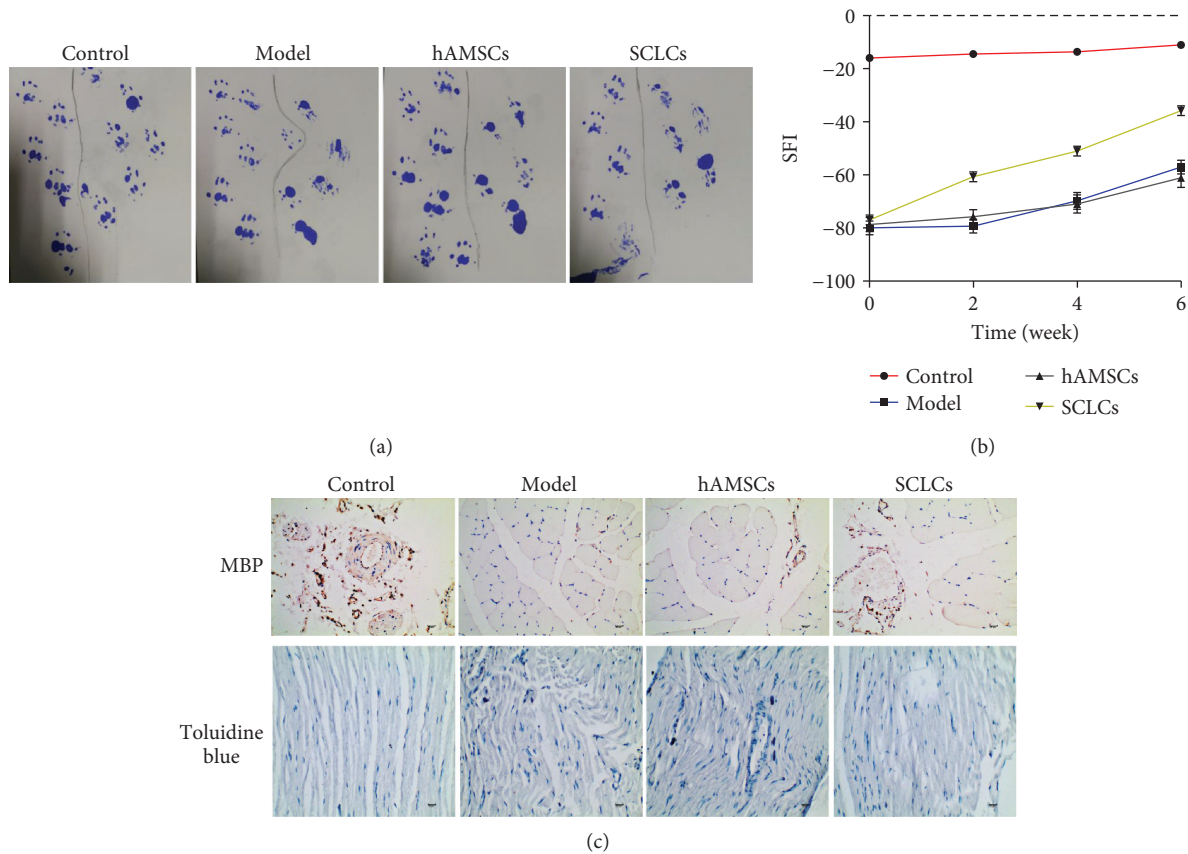 Control Model hAMSCs SCLCs
(a)
0
−20
−40
−60
−80
−100
SFI
0 2 4 6
Time (week)
Control hAMSCs
Model SCLCs
(b)
Control Model hAMSCs SCLCs
MBP
Toluidine
blue
(c)